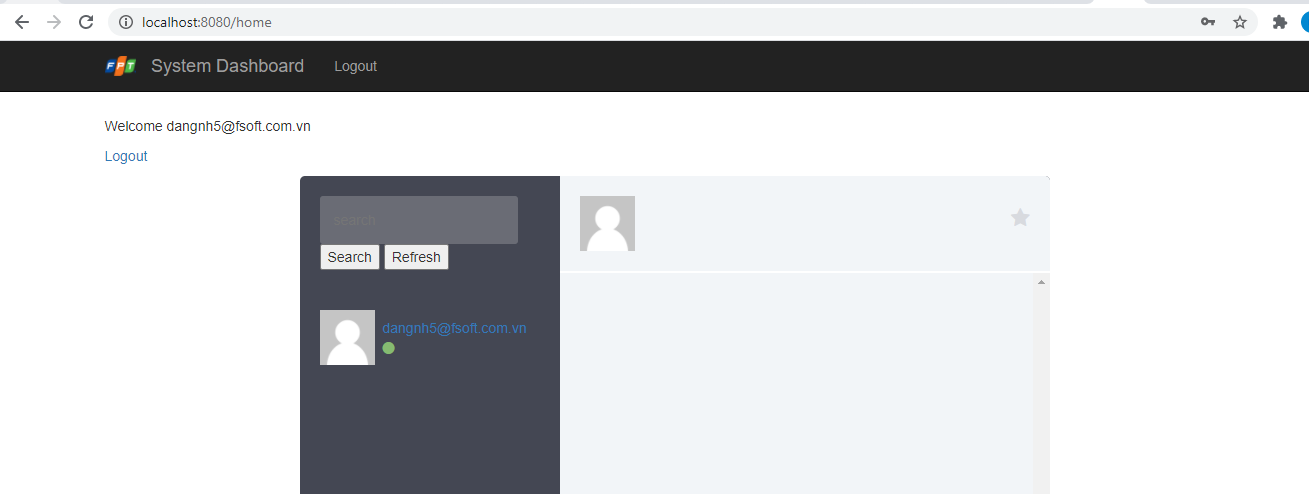 localhost:8080/home
FPT System Dashboard Logout
Welcome dangnh5@fsoft.com.vn
Logout
search
Search Refresh
dangnh5@fsoft.com.vn